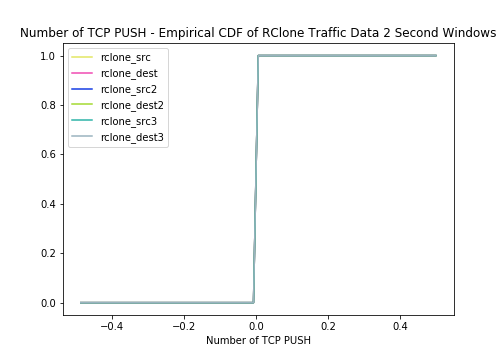 Number of TCP PUSH - Empirical CDF of RClone Traffic Data 2 Second Windows
rclone_src
rclone_dest
rclone_src2
rclone_dest2
rclone_src3
rclone_dest3
1.0
0.8
0.6
0.4
0.2
0.0
−0.4 −0.2 0.0 0.2 0.4
Number of TCP PUSH